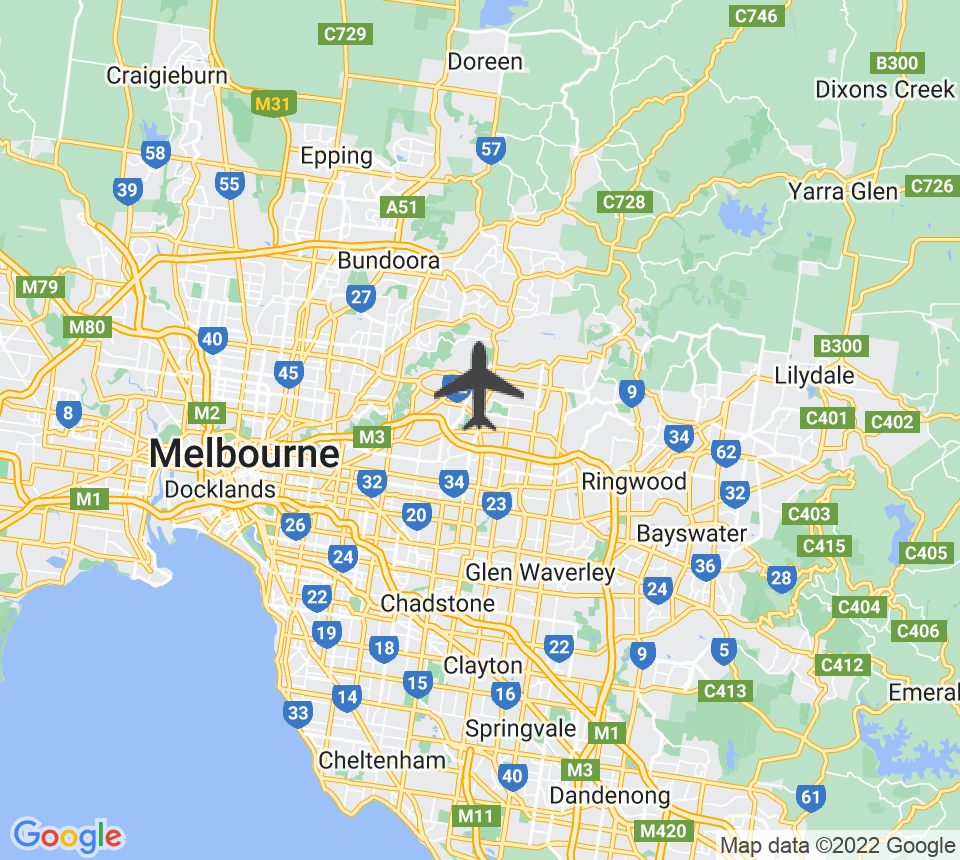 C746
C729
Doreen
B300
Craigieburn
Dixons Creek
M31
57
58
Epping
55
39
Yarra Glen
C726
C728
A51
Bundoora
M79
27
M80
40
B300
45
Lilydale
9
8
M2
C401
C402
M3
34
62
Melbourne
32
34
Ringwood
32
Docklands
M1
23
20
C403
26
Bayswater
C415
C405
24
36
Glen Waverley
28
24
22
Chadstone
C404
19
C406
18
22
5
9
Clayton
C412
15
C413
16
14
Emeral
33
Springvale
M1
Cheltenham
M3
40
Dandenong
61
M11
M420
Google
Map data ©2022 Google